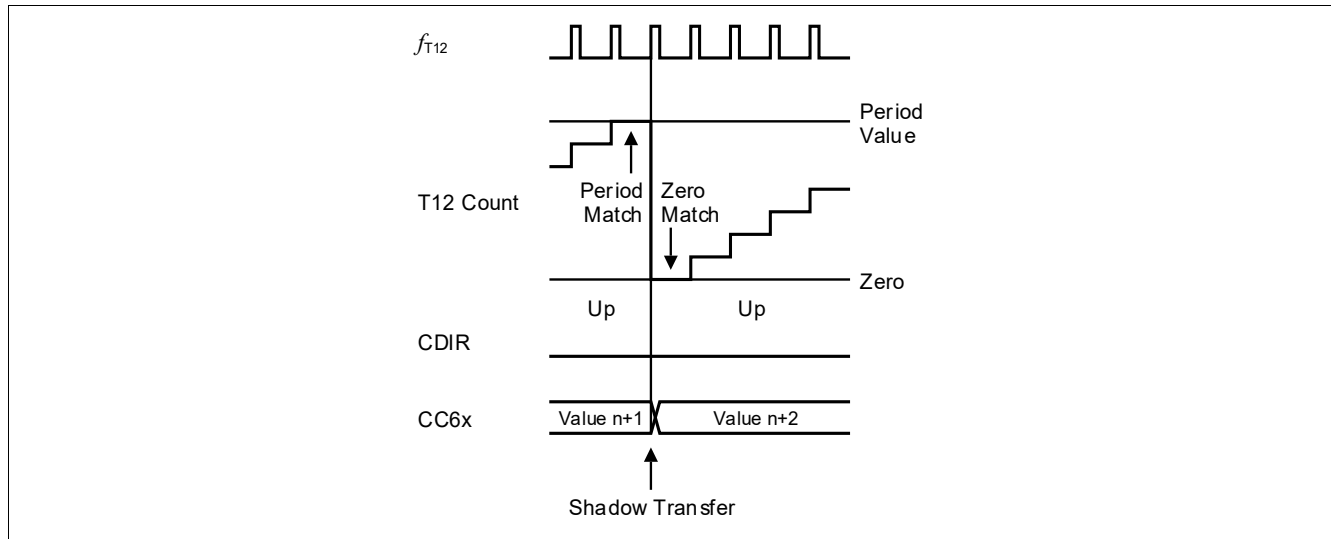 fT12
Period
Value
T12 Count
Period
Match
Zero
Match
Zero
Up
Up
CDIR
CC6x
Value n+1
Value n+2
Shadow Transfer